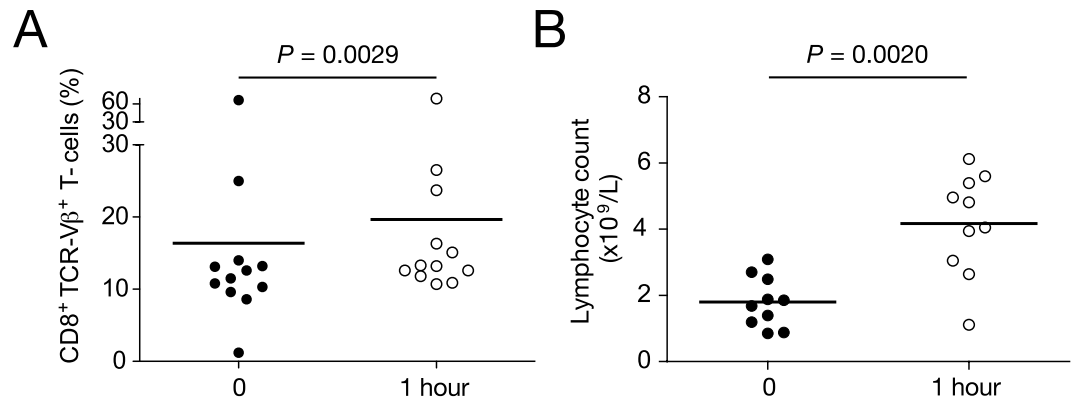 A
P = 0.0029
CD8⁺ TCR-Vβ⁺ T- cells (%)
60
30
30
20
10
0
0
1 hour
B
P = 0.0020
Lymphocyte count
(x10⁹/L)
8
6
4
2
0
0
1 hour